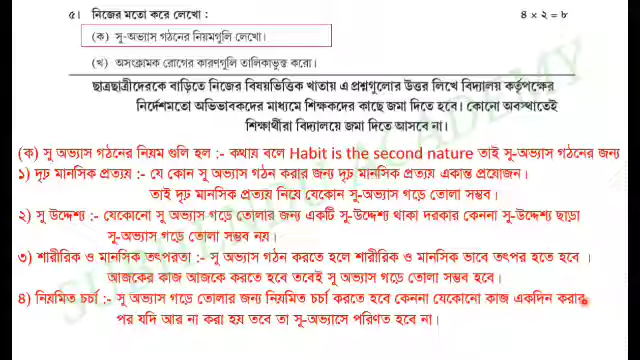 ৫। নিজের মতো করে লেখো : ৪ × ২ = ৮
(ক) সু-অভ্যাস গঠনের নিয়মগুলি লেখো।
(খ) অসংক্রামক রোগের কারণগুলি তালিকাভুক্ত করো।
ছাত্রছাত্রীদেরকে বাড়িতে নিজের বিষয়ভিত্তিক খাতায় এ প্রশ্নগুলোর উত্তর লিখে বিদ্যালয় কর্তৃপক্ষের
নির্দেশমতো অভিভাবকদের মাধ্যমে শিক্ষকদের কাছে জমা দিতে হবে। কোনো অবস্থাতেই
শিক্ষার্থীরা বিদ্যালয়ে জমা দিতে আসবে না।
(ক) সু অভ্যাস গঠনের নিয়ম গুলি হল :- কথায় বলে Habit is the second nature তাই সু-অভ্যাস গঠনের জন্য
১) দৃঢ় মানসিক প্রত্যয় :- যে কোন সু অভ্যাস গঠন করার জন্য দৃঢ় মানসিক প্রত্যয় একান্ত প্রয়োজন।
তাই দৃঢ় মানসিক প্রত্যয় নিয়ে যেকোন সু-অভ্যাস গড়ে তোলা সম্ভব।
২) সু উদ্দেশ্য :- যেকোনো সু অভ্যাস গড়ে তোলার জন্য একটি সু-উদ্দেশ্য থাকা দরকার কেননা সু-উদ্দেশ্য ছাড়া
সু-অভ্যাস গড়ে তোলা সম্ভব নয়।
৩) শারীরিক ও মানসিক তৎপরতা :- সু অভ্যাস গঠন করতে হলে শারীরিক ও মানসিক ভাবে তৎপর হতে হবে ।
আজকের কাজ আজকে করতে হবে তবেই সু অভ্যাস গড়ে তোলা সম্ভব হবে।
৪) নিয়মিত চর্চা :- সু অভ্যাস গড়ে তোলার জন্য নিয়মিত চর্চা করতে হবে কেননা যেকোনো কাজ একদিন করার
পর যদি আর না করা হয় তবে তা সু-অভ্যাসে পরিণত হবে না।